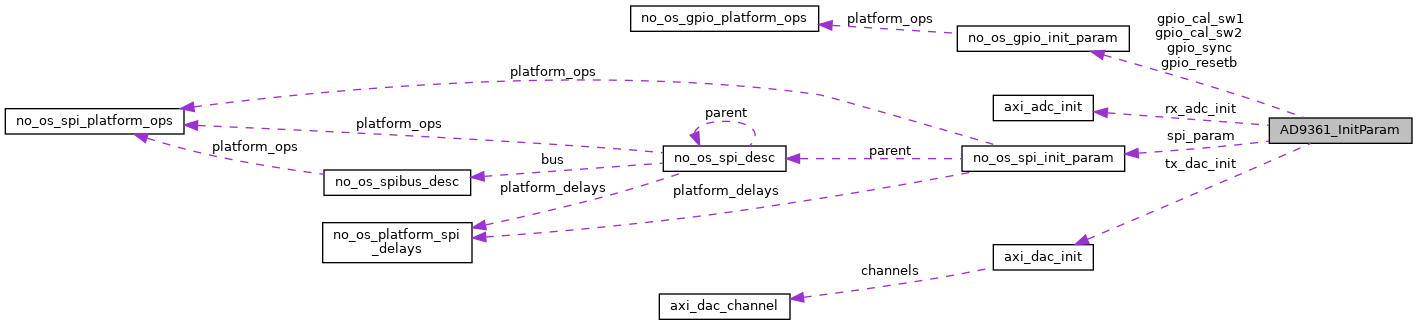 no_os_gpio_platform_ops
platform_ops
no_os_gpio_init_param
gpio_cal_sw1
gpio_cal_sw2
gpio_sync
gpio_resetb
platform_ops
axi_adc_init
rx_adc_init
no_os_spi_platform_ops
platform_ops
parent
AD9361_InitParam
spi_param
platform_ops
bus
no_os_spi_desc
parent
no_os_spi_init_param
tx_dac_init
no_os_spibus_desc
platform_delays
platform_delays
no_os_platform_spi
_delays
axi_dac_init
channels
axi_dac_channel